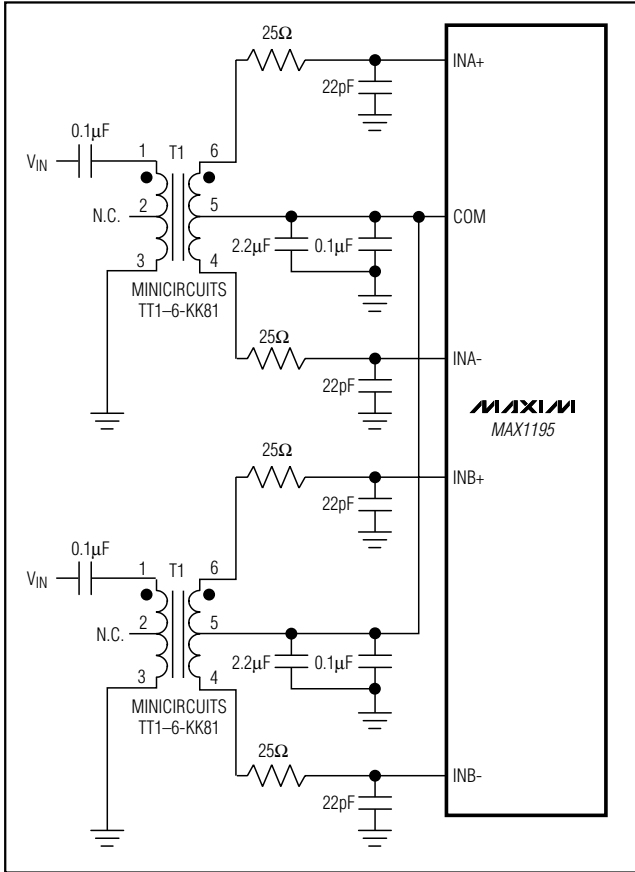 25Ω
INA+
22pF
0.1µF
1
T1
6
VIN
N.C.
2
5
COM
2.2µF
0.1µF
3
4
MINICIRCUITS
TT1–6-KK81
25Ω
INA-
22pF
MAXIM
MAX1195
25Ω
INB+
22pF
0.1µF
1
T1
6
VIN
N.C.
2
5
2.2µF
0.1µF
3
4
MINICIRCUITS
TT1–6-KK81
25Ω
INB-
22pF